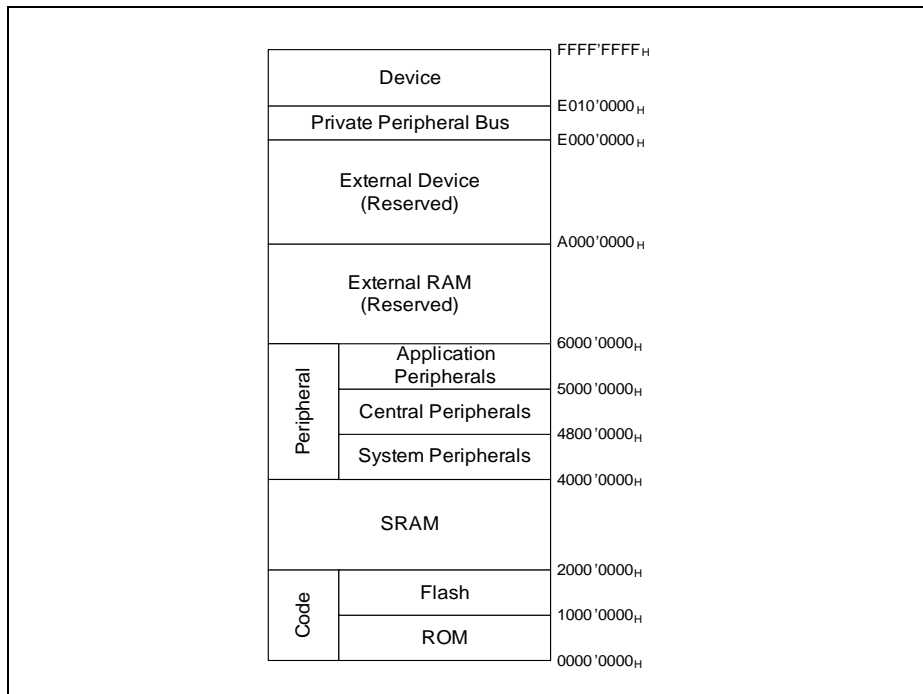 FFFF'FFFFH
Device
E010'0000H
Private Peripheral Bus
E000'0000H
External Device
(Reserved)
A000'0000H
External RAM
(Reserved)
6000'0000H
Peripheral
Application
Peripherals
5000'0000H
Central Peripherals
4800'0000H
System Peripherals
4000'0000H
SRAM
2000'0000H
Code
Flash
1000'0000H
ROM
0000'0000H